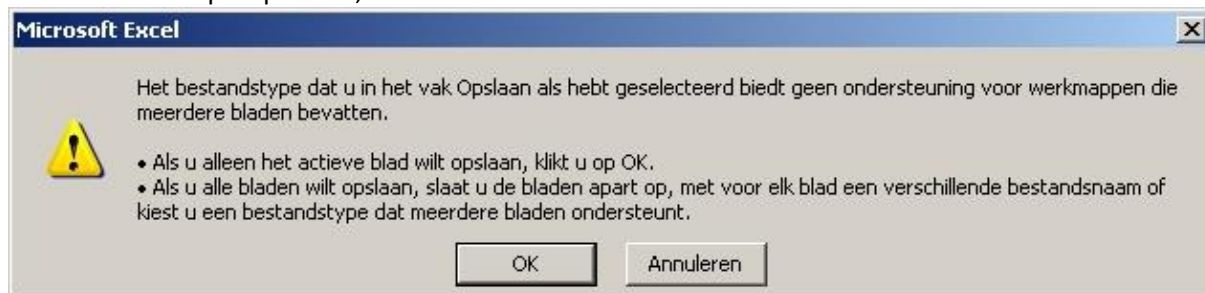 Microsoft Excel
Het bestandstype dat u in het vak Opslaan als hebt geselecteerd biedt geen ondersteuning voor werkmappen die
meerdere bladen bevatten.
• Als u alleen het actieve blad wilt opslaan, klikt u op OK.
• Als u alle bladen wilt opslaan, slaat u de bladen apart op, met voor elk blad een verschillende bestandsnaam of
kiest u een bestandstype dat meerdere bladen ondersteunt.
OK Annuleren